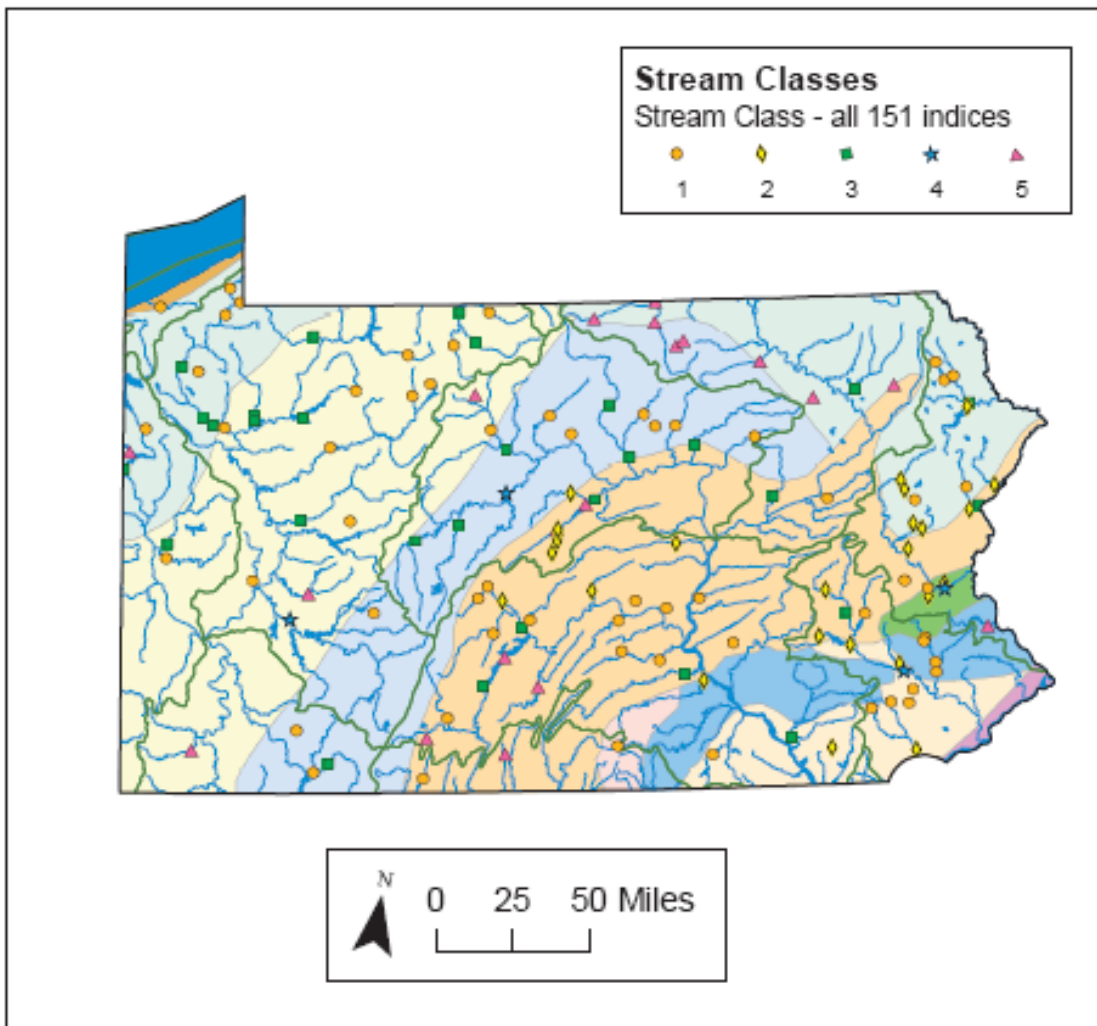 Stream Classes
Stream Class - all 151 indices
1 2 3 4 5
N
0 25 50 Miles